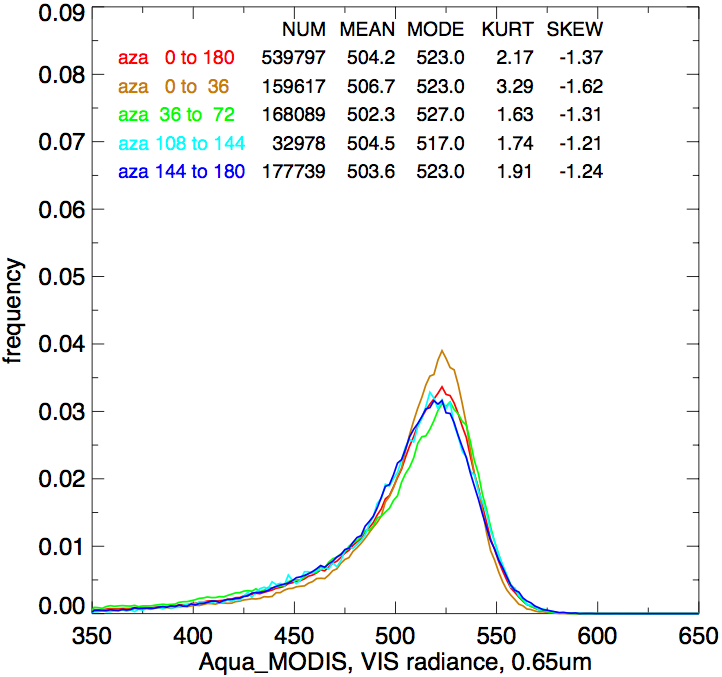 0.09
NUM MEAN MODE KURT SKEW
aza 0 to 180 539797 504.2 523.0 2.17 -1.37
0.08
aza 0 to 36 159617 506.7 523.0 3.29 -1.62
aza 36 to 72 168089 502.3 527.0 1.63 -1.31
0.07
aza 108 to 144 32978 504.5 517.0 1.74 -1.21
aza 144 to 180 177739 503.6 523.0 1.91 -1.24
0.06
0.05
frequency
0.04
0.03
0.02
0.01
0.00
350 400 450 500 550 600 650
Aqua_MODIS, VIS radiance, 0.65um